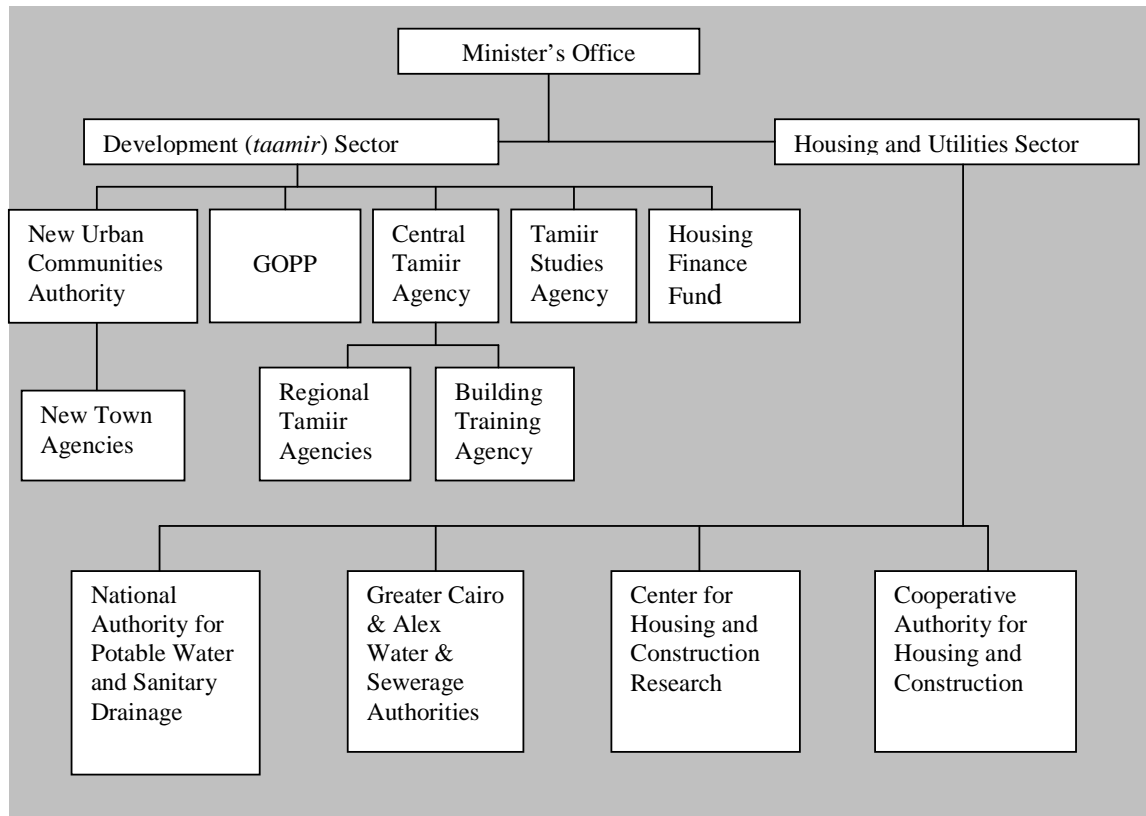 Minister’s Office
Development (taamir) Sector
Housing and Utilities Sector
New Urban
Communities
Authority
GOPP
Central
Tamiir
Agency
Tamiir
Studies
Agency
Housing
Finance
Fund
New Town
Agencies
Regional
Tamiir
Agencies
Building
Training
Agency
National
Authority for
Potable Water
and Sanitary
Drainage
Greater Cairo
& Alex
Water &
Sewerage
Authorities
Center for
Housing and
Construction
Research
Cooperative
Authority for
Housing and
Construction